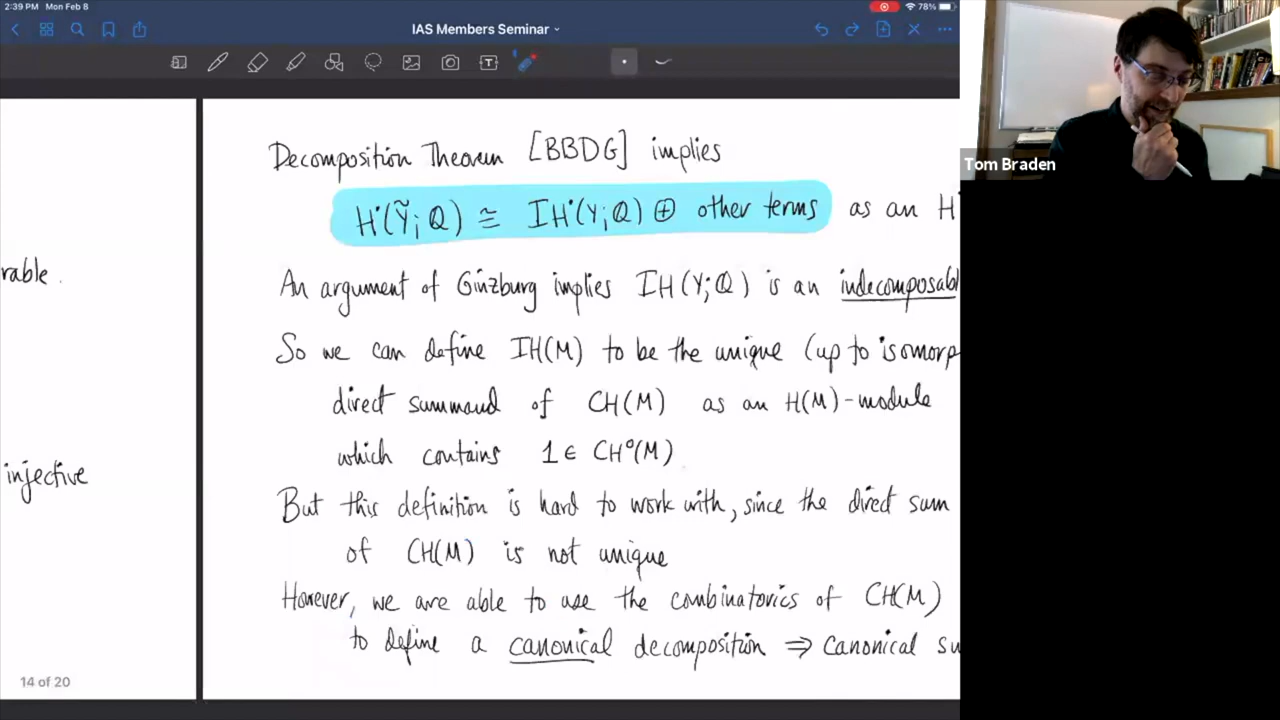 2:39 PM Mon Feb 8
78%
IAS Members Seminar
Tom Braden
rable.
injective
Decomposition Theorem [BBDG] implies
H˙(Ỹ; Q) ≅ IH˙(Y; Q) ⊕ other terms as an H
An argument of Ginzburg implies IH(Y; Q) is an indecomposabl
So we can define IH(M) to be the unique (up to isomorp
direct summand of CH(M) as an H(M)-module
which contains 1 ∈ CH⁰(M)
But this definition is hard to work with, since the direct sum
of CH(M) is not unique
However, we are able to use the combinatorics of CH(M)
to define a canonical decomposition ⇒ canonical su
14 of 20